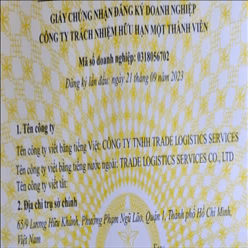 GIẤY CHỨNG NHẬN ĐĂNG KÝ DOANH NGHIỆP
CÔNG TY TRÁCH NHIỆM HỮU HẠN MỘT THÀNH VIÊN
Mã số doanh nghiệp: 0318056702
Đăng ký lần đầu: ngày 21 tháng 09 năm 2023
1. Tên công ty
Tên công ty viết bằng tiếng Việt: CÔNG TY TNHH TRADE LOGISTICS SERVICES
Tên công ty viết bằng tiếng nước ngoài: TRADE LOGISTICS SERVICES CO., LTD
Tên công ty viết tắt:
2. Địa chỉ trụ sở chính
65/9 Lương Hữu Khánh, Phường Phạm Ngũ Lão, Quận 1, Thành phố Hồ Chí Minh,
Việt Nam